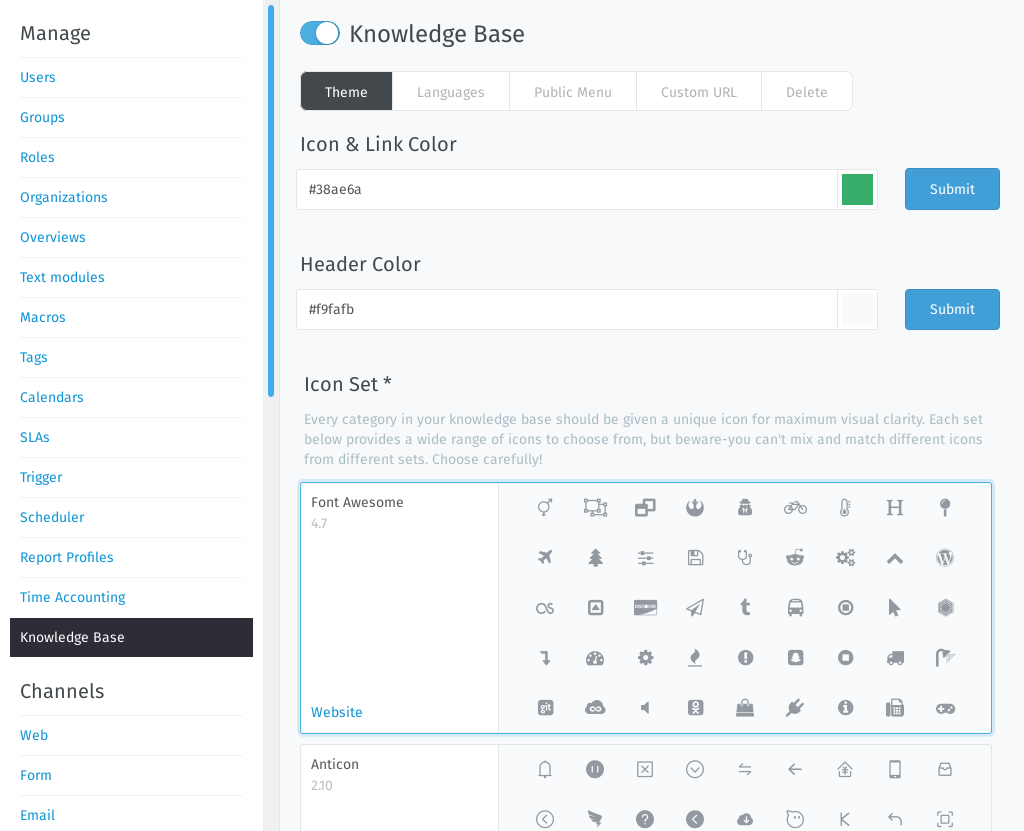 Manage
Users
Groups
Roles
Organizations
Overviews
Text modules
Macros
Tags
Calendars
SLAs
Trigger
Scheduler
Report Profiles
Time Accounting
Knowledge Base
Channels
Web
Form
Email
Knowledge Base
Theme
Languages
Public Menu
Custom URL
Delete
Icon & Link Color
#38ae6a
Submit
Header Color
#f9fafb
Submit
Icon Set *
Every category in your knowledge base should be given a unique icon for maximum visual clarity. Each set
below provides a wide range of icons to choose from, but beware-you can't mix and match different icons
from different sets. Choose carefully!
Font Awesome
4.7
Website
DISCOVER
git
Anticon
2.10